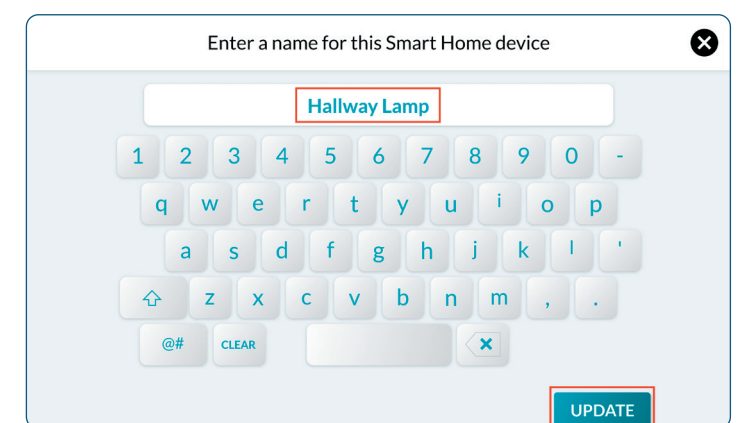 Enter a name for this Smart Home device
Hallway Lamp
1 2 3 4 5 6 7 8 9 0 -
q w e r t y u i o p
a s d f g h j k l '
z x c v b n m , .
@# CLEAR
UPDATE